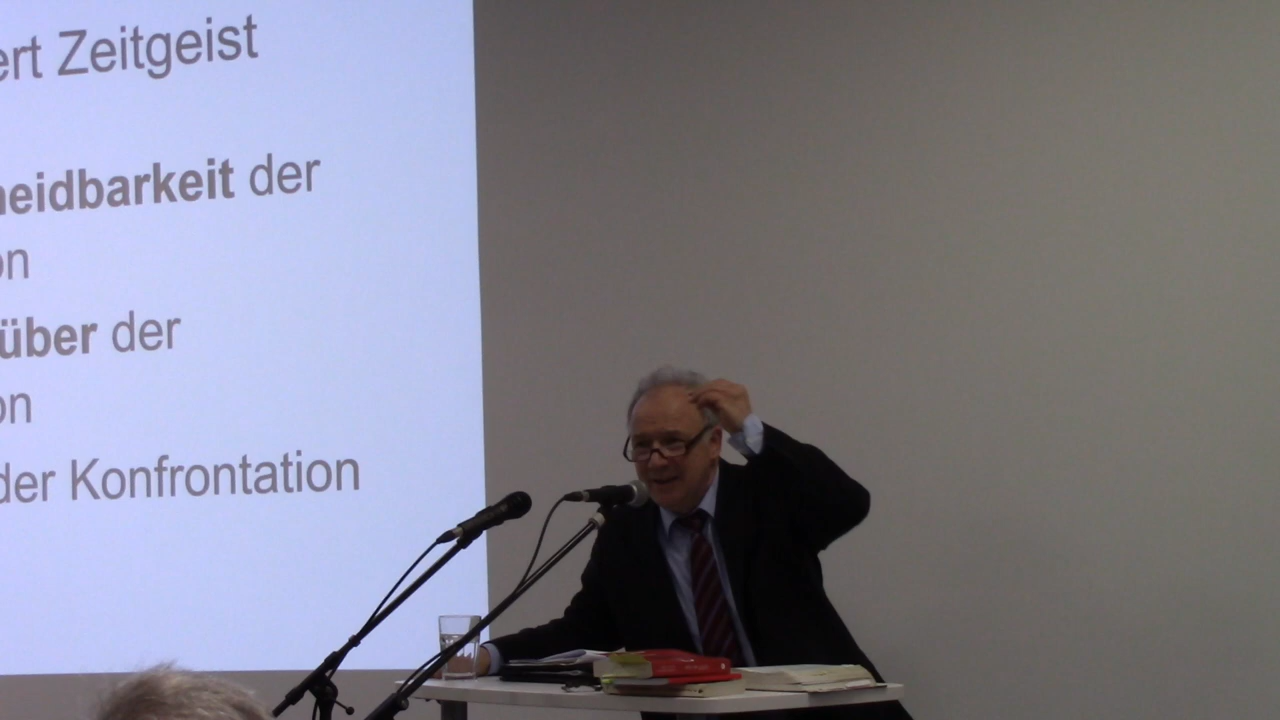 ert Zeitgeist
heidbarkeit der
on
über der
on
der Konfrontation